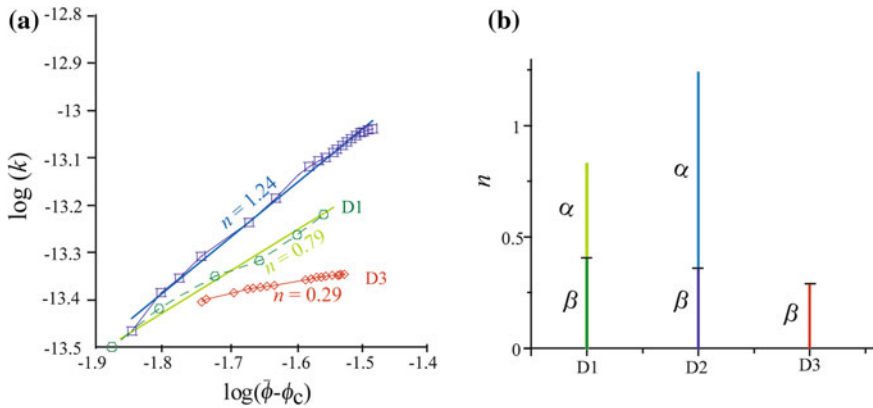 (a)
-12.8
-12.9
-13
-13.1
-13.2
-13.3
-13.4
-13.5
log (k)
n = 1.24
D1
n = 0.79
D3
n = 0.29
-1.9
-1.8
-1.7
-1.6
-1.5
-1.4
log(ϕ̄-ϕc)
(b)
1
0.5
0
n
α
α
β
β
β
D1
D2
D3